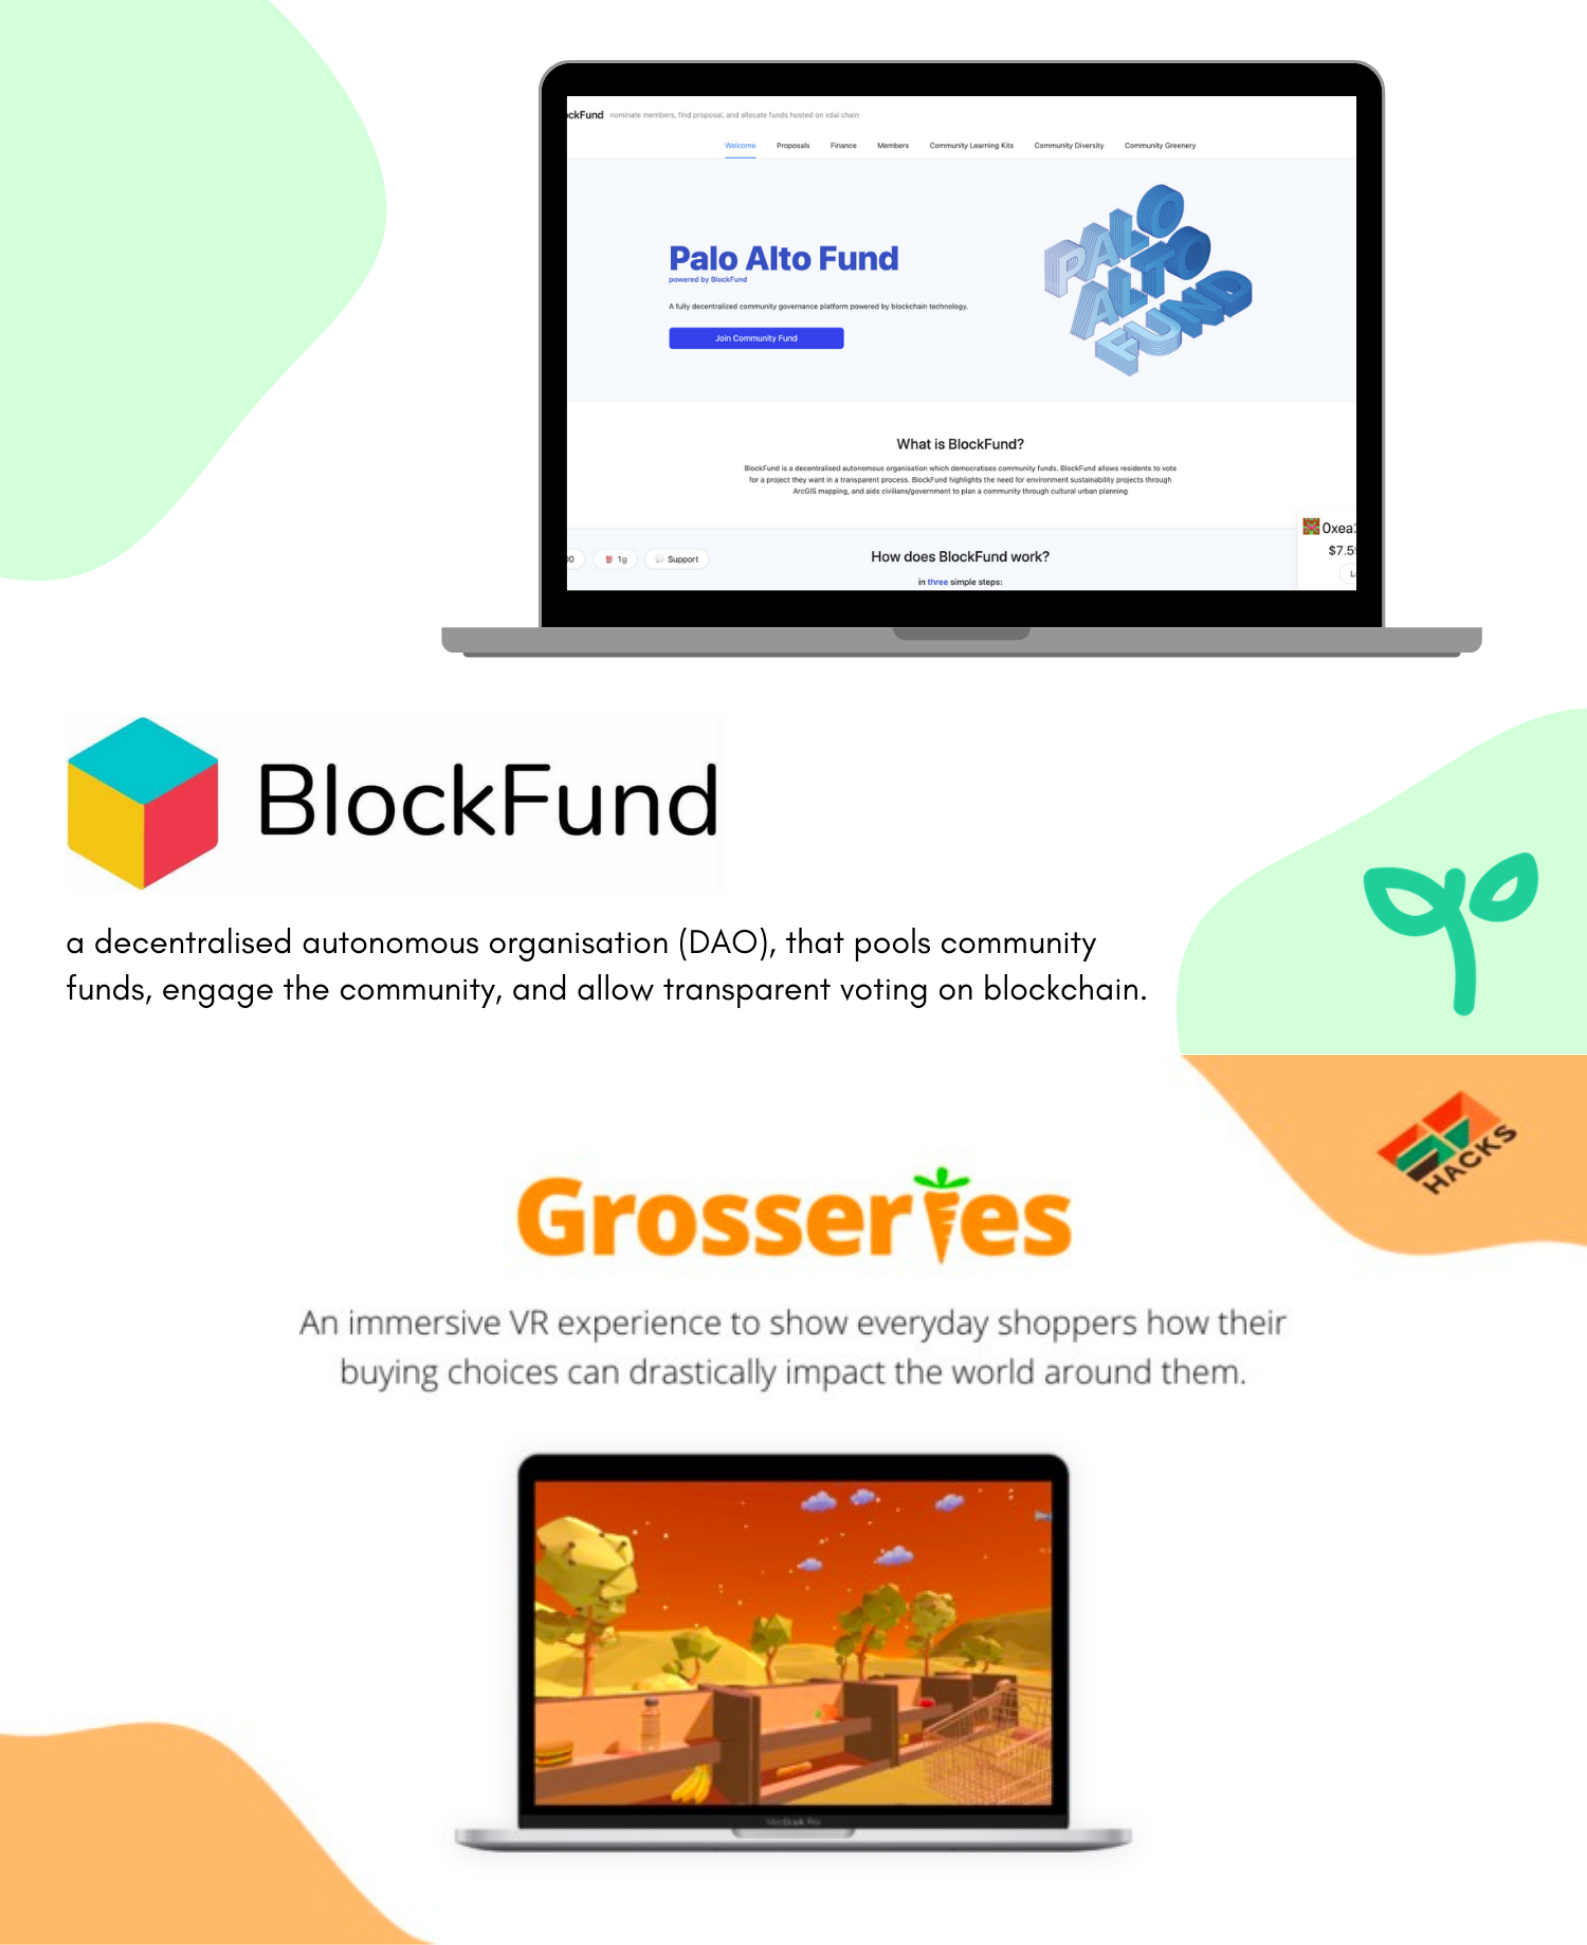 ckFund nominate members, find proposal, and allocate funds hosted on xdai chain
Welcome Proposals Finance Members Community Learning Kits Community Diversity Community Greenery
Palo Alto Fund
powered by BlockFund
A fully decentralized community governance platform powered by blockchain technology.
Join Community Fund
PALO
ALTO
FUND
What is BlockFund?
BlockFund is a decentralised autonomous organisation which democratises community funds. BlockFund allows residents to vote
for a project they want in a transparent process. BlockFund highlights the need for environment sustainability projects through
ArcGIS mapping, and aids civilians/government to plan a community through cultural urban planning
0xea
$7.5
1g Support
How does BlockFund work?
in three simple steps:
BlockFund
a decentralised autonomous organisation (DAO), that pools community
funds, engage the community, and allow transparent voting on blockchain.
HACKS
Grosseries
An immersive VR experience to show everyday shoppers how their
buying choices can drastically impact the world around them.
MacBook Pro